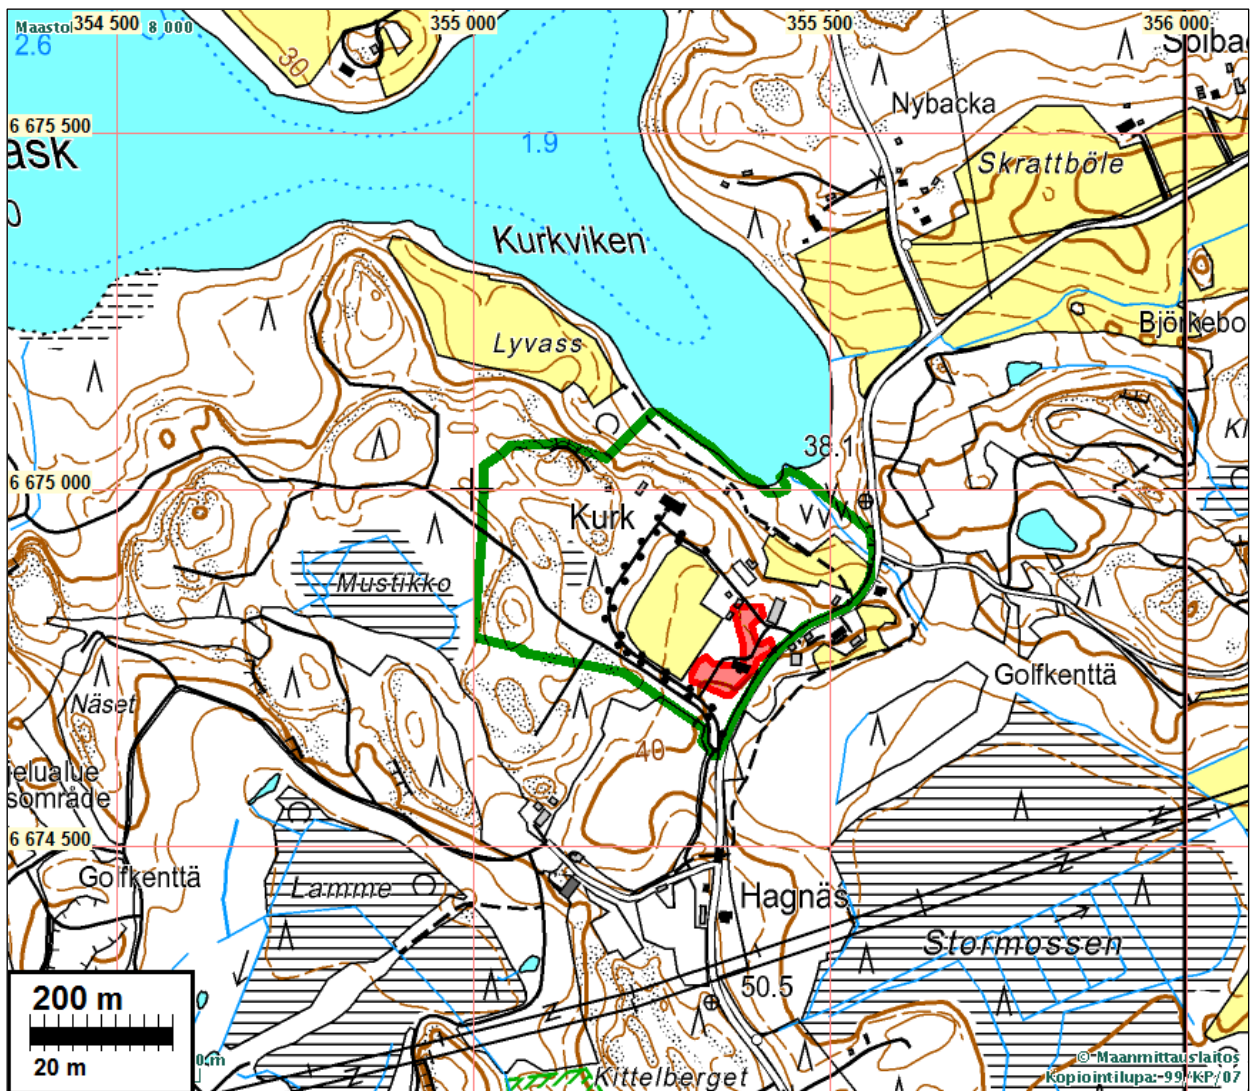 354 500
8 000
355 000
355 500
356 000
2.6
30
Nybacka
6 675 500
1.9
ask
Skrattböle
Kurkviken
Björkebo
Lyvass
38.1
6 675 000
Kurk
Mustikko
Golfkenttä
Näset
40
jelualue
sområde
6 674 500
Golfkenttä
Lamme
Hagnäs
Stormossen
200 m
50.5
20 m
Kittelberget
© Maanmittauslaitos
Kopiointilupa:-99/KP/07